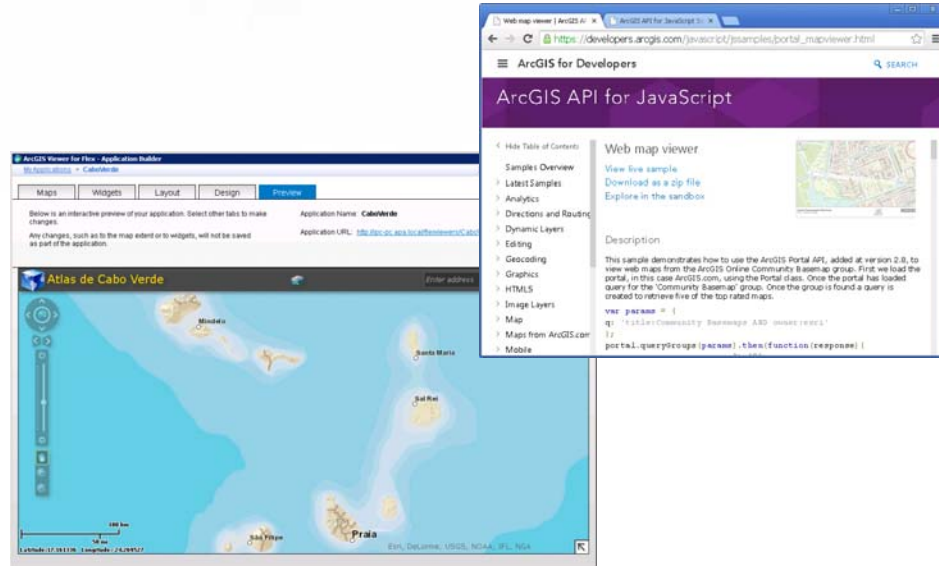 Web map viewer | ArcGIS AP
ArcGIS API for JavaScript
https://developers.arcgis.com/javascript/jssamples/portal_mapviewer.html
ArcGIS for Developers
SEARCH
ArcGIS API for JavaScript
Hide Table of Contents
Samples Overview
Latest Samples
Analytics
Directions and Routing
Dynamic Layers
Editing
Geocoding
Graphics
HTML5
Image Layers
Map
Maps from ArcGIS.com
Mobile
Web map viewer
View live sample
Download as a zip file
Explore in the sandbox
Description
This sample demonstrates how to use the ArcGIS Portal API, added at version 2.8, to
view web maps from the ArcGIS Online Community Basemap group. First we load the
portal, in this case ArcGIS.com, using the Portal class. Once the portal has loaded
query for the 'Community Basemap' group. Once the group is found a query is
created to retrieve five of the top rated maps.
var params = {
q: 'title:Community Basemaps AND owner:esri'
};
portal.queryGroups(params).then(function(response){
ArcGIS Viewer for Flex - Application Builder
My Applications CaboVerde
Maps
Widgets
Layout
Design
Preview
Below is an interactive preview of your application. Select other tabs to make
changes.
Any changes, such as to the map extent or to widgets, will not be saved
as part of the application.
Application Name: CaboVerde
Application URL:
Atlas de Cabo Verde
Enter address
Mindelo
Santa Maria
Sal Rei
São Filipe
Praia
100 km
50 mi
Esri, DeLorme, USGS, NOAA, IFL, NGA